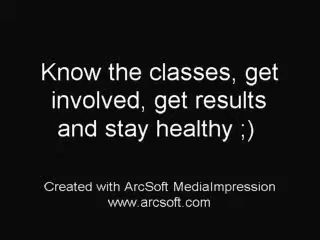 Know the classes, get
involved, get results
and stay healthy ;)
Created with ArcSoft MediaImpression
www.arcsoft.com